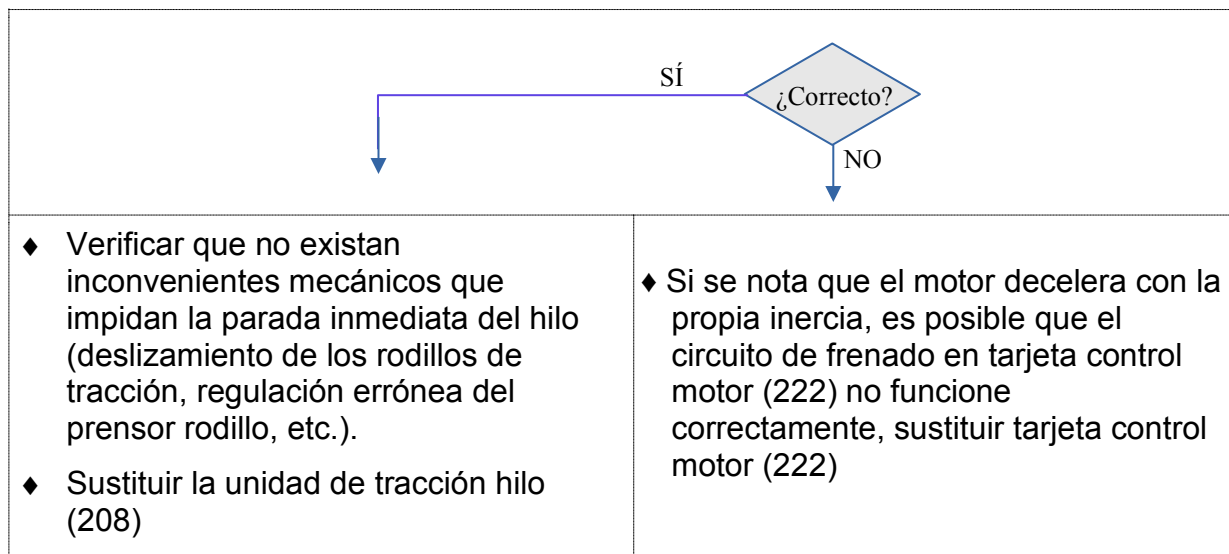 SÍ
¿Correcto?
NO
♦ Verificar que no existan
inconvenientes mecánicos que
impidan la parada inmediata del hilo
(deslizamiento de los rodillos de
tracción, regulación errónea del
prensor rodillo, etc.).
♦ Sustituir la unidad de tracción hilo
(208)
♦ Si se nota que el motor decelera con la
propia inercia, es posible que el
circuito de frenado en tarjeta control
motor (222) no funcione
correctamente, sustituir tarjeta control
motor (222)